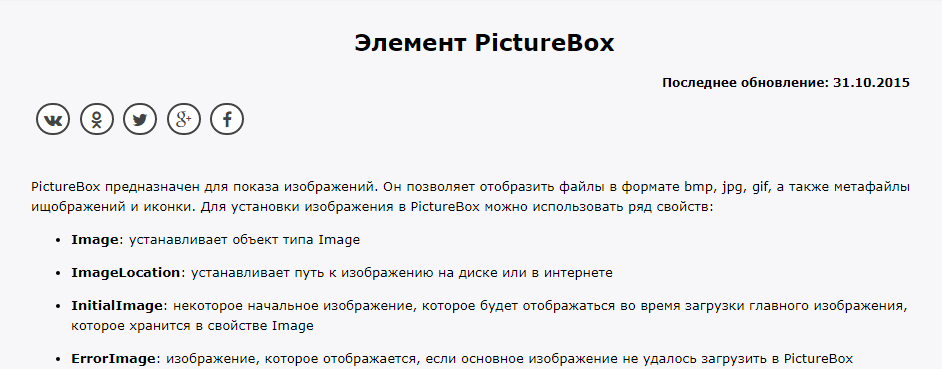 Элемент PictureBox
Последнее обновление: 31.10.2015
PictureBox предназначен для показа изображений. Он позволяет отобразить файлы в формате bmp, jpg, gif, а также метафайлы
ищображений и иконки. Для установки изображения в PictureBox можно использовать ряд свойств:
• Image: устанавливает объект типа Image
• ImageLocation: устанавливает путь к изображению на диске или в интернете
• InitialImage: некоторое начальное изображение, которое будет отображаться во время загрузки главного изображения,
которое хранится в свойстве Image
• ErrorImage: изображение, которое отображается, если основное изображение не удалось загрузить в PictureBox